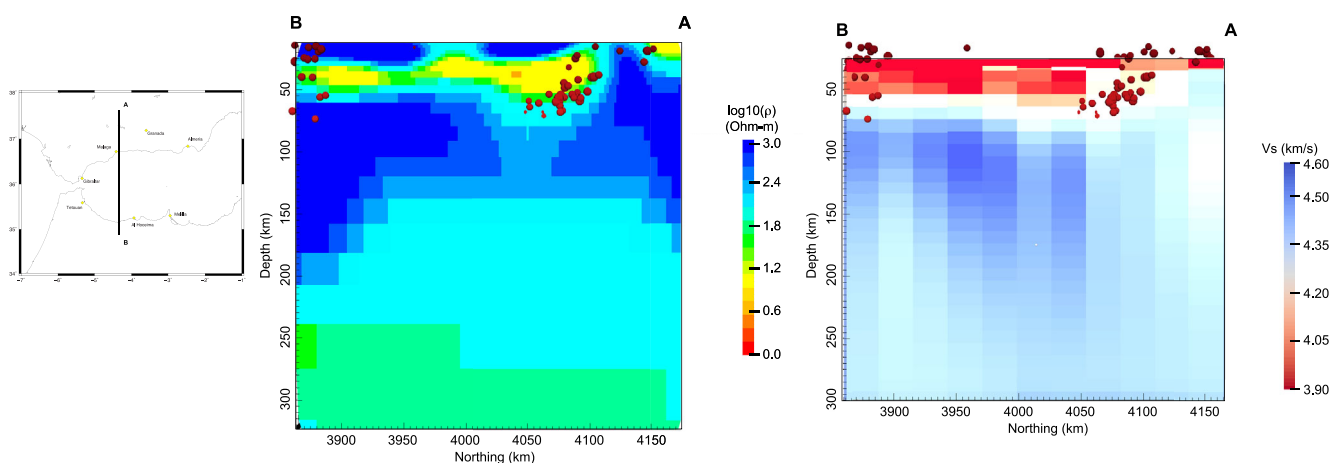 B
A
B
A
38°
37°
36°
35°
34°
-7°
-6°
-5°
-4°
-3°
-2°
-1°
A
Granada
Almeria
Malaga
Gibraltar
Tetouan
Al Hoceima
Melilla
B
50
100
150
200
250
300
Depth (km)
3900
3950
4000
4050
4100
4150
Northing (km)
log10(ρ)
(Ohm-m)
3.0
2.4
1.8
1.2
0.6
0.0
50
100
150
200
250
300
Depth (km)
3900
3950
4000
4050
4100
4150
Northing (km)
Vs (km/s)
4.60
4.35
4.20
4.05
3.90